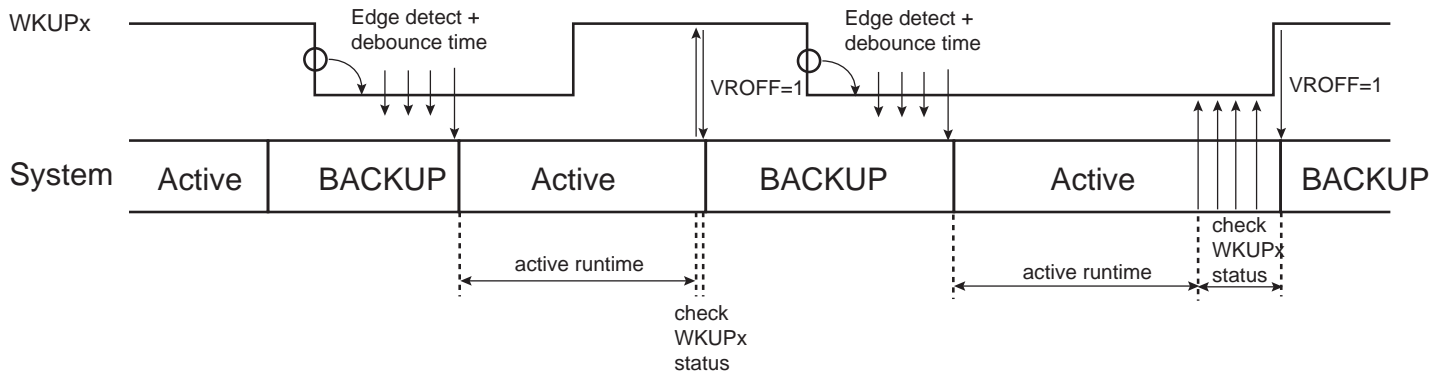 WKUPx
Edge detect +
debounce time
VROFF=1
Edge detect +
debounce time
VROFF=1
System
Active
BACKUP
Active
BACKUP
Active
BACKUP
active runtime
check
WKUPx
status
active runtime
check
WKUPx
status